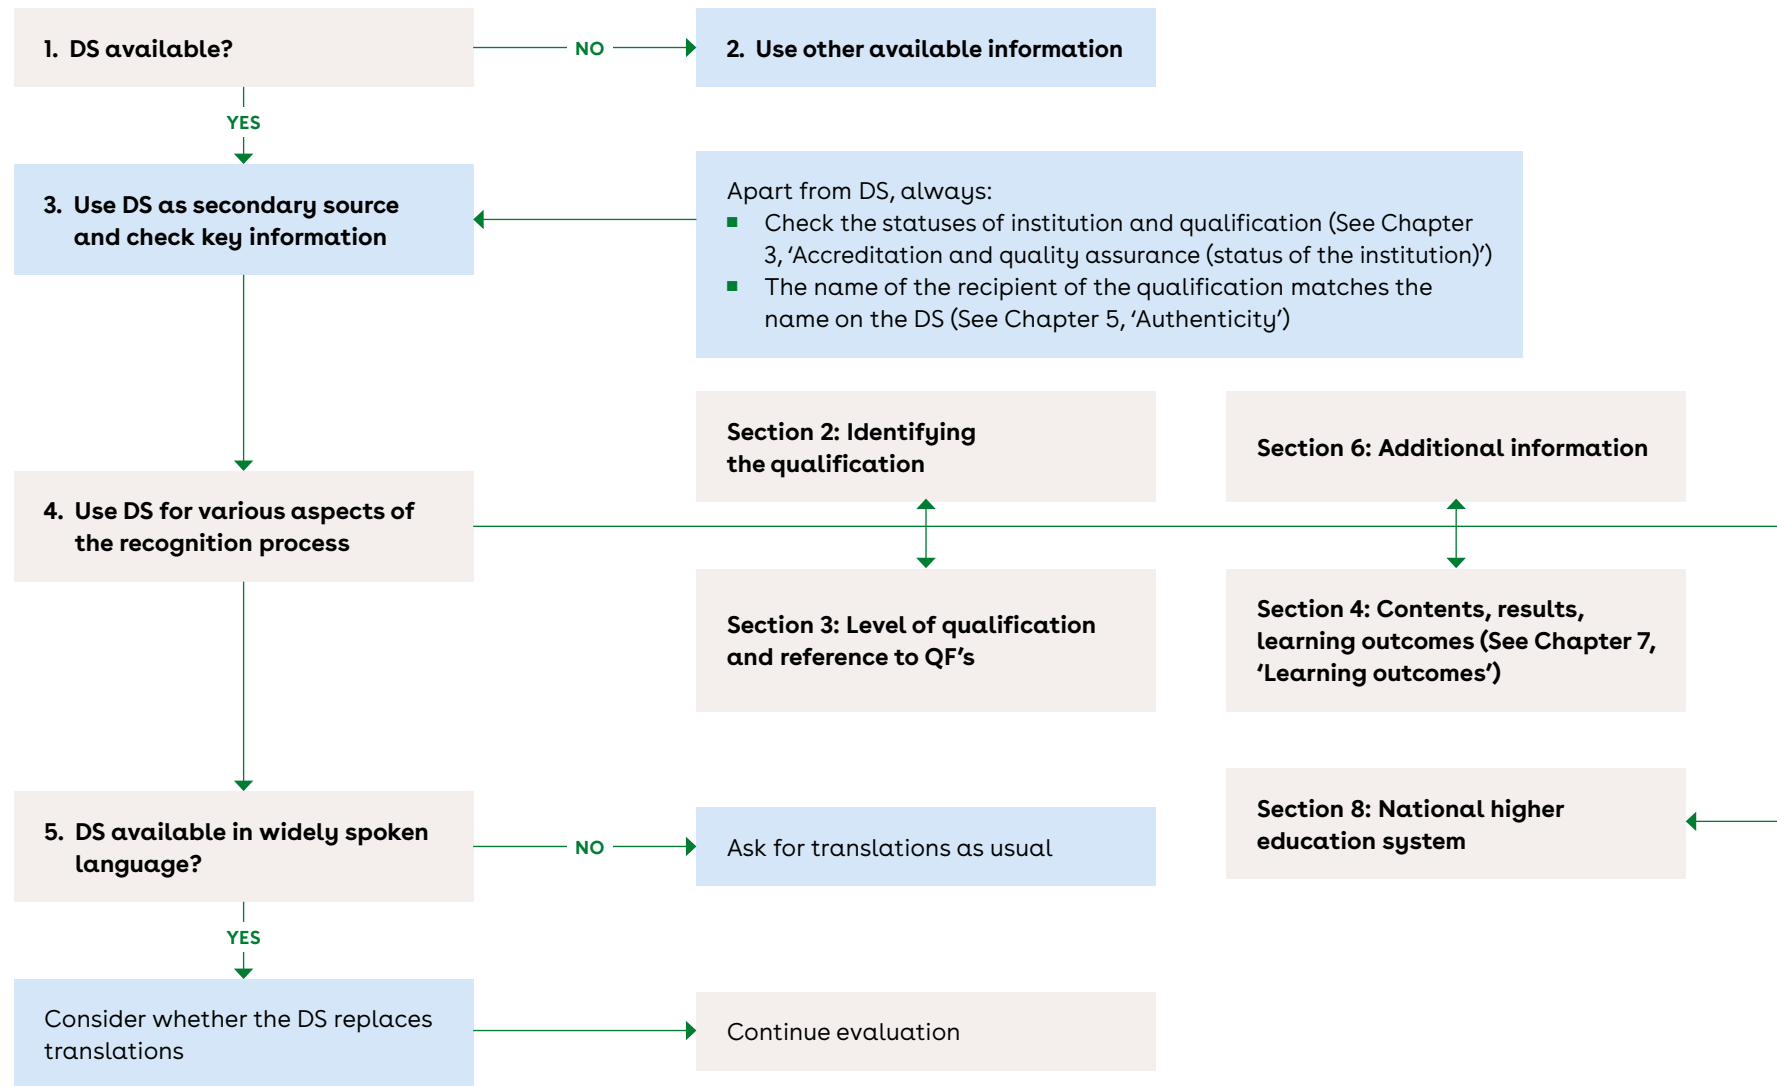 1. DS available?
NO
2. Use other available information
YES
3. Use DS as secondary source
and check key information
Apart from DS, always:
■ Check the statuses of institution and qualification (See Chapter
3, ‘Accreditation and quality assurance (status of the institution)’)
■ The name of the recipient of the qualification matches the
name on the DS (See Chapter 5, ‘Authenticity’)
Section 2: Identifying
the qualification
Section 6: Additional information
4. Use DS for various aspects of
the recognition process
Section 3: Level of qualification
and reference to QF’s
Section 4: Contents, results,
learning outcomes (See Chapter 7,
‘Learning outcomes’)
5. DS available in widely spoken
language?
NO
Ask for translations as usual
Section 8: National higher
education system
YES
Consider whether the DS replaces
translations
Continue evaluation